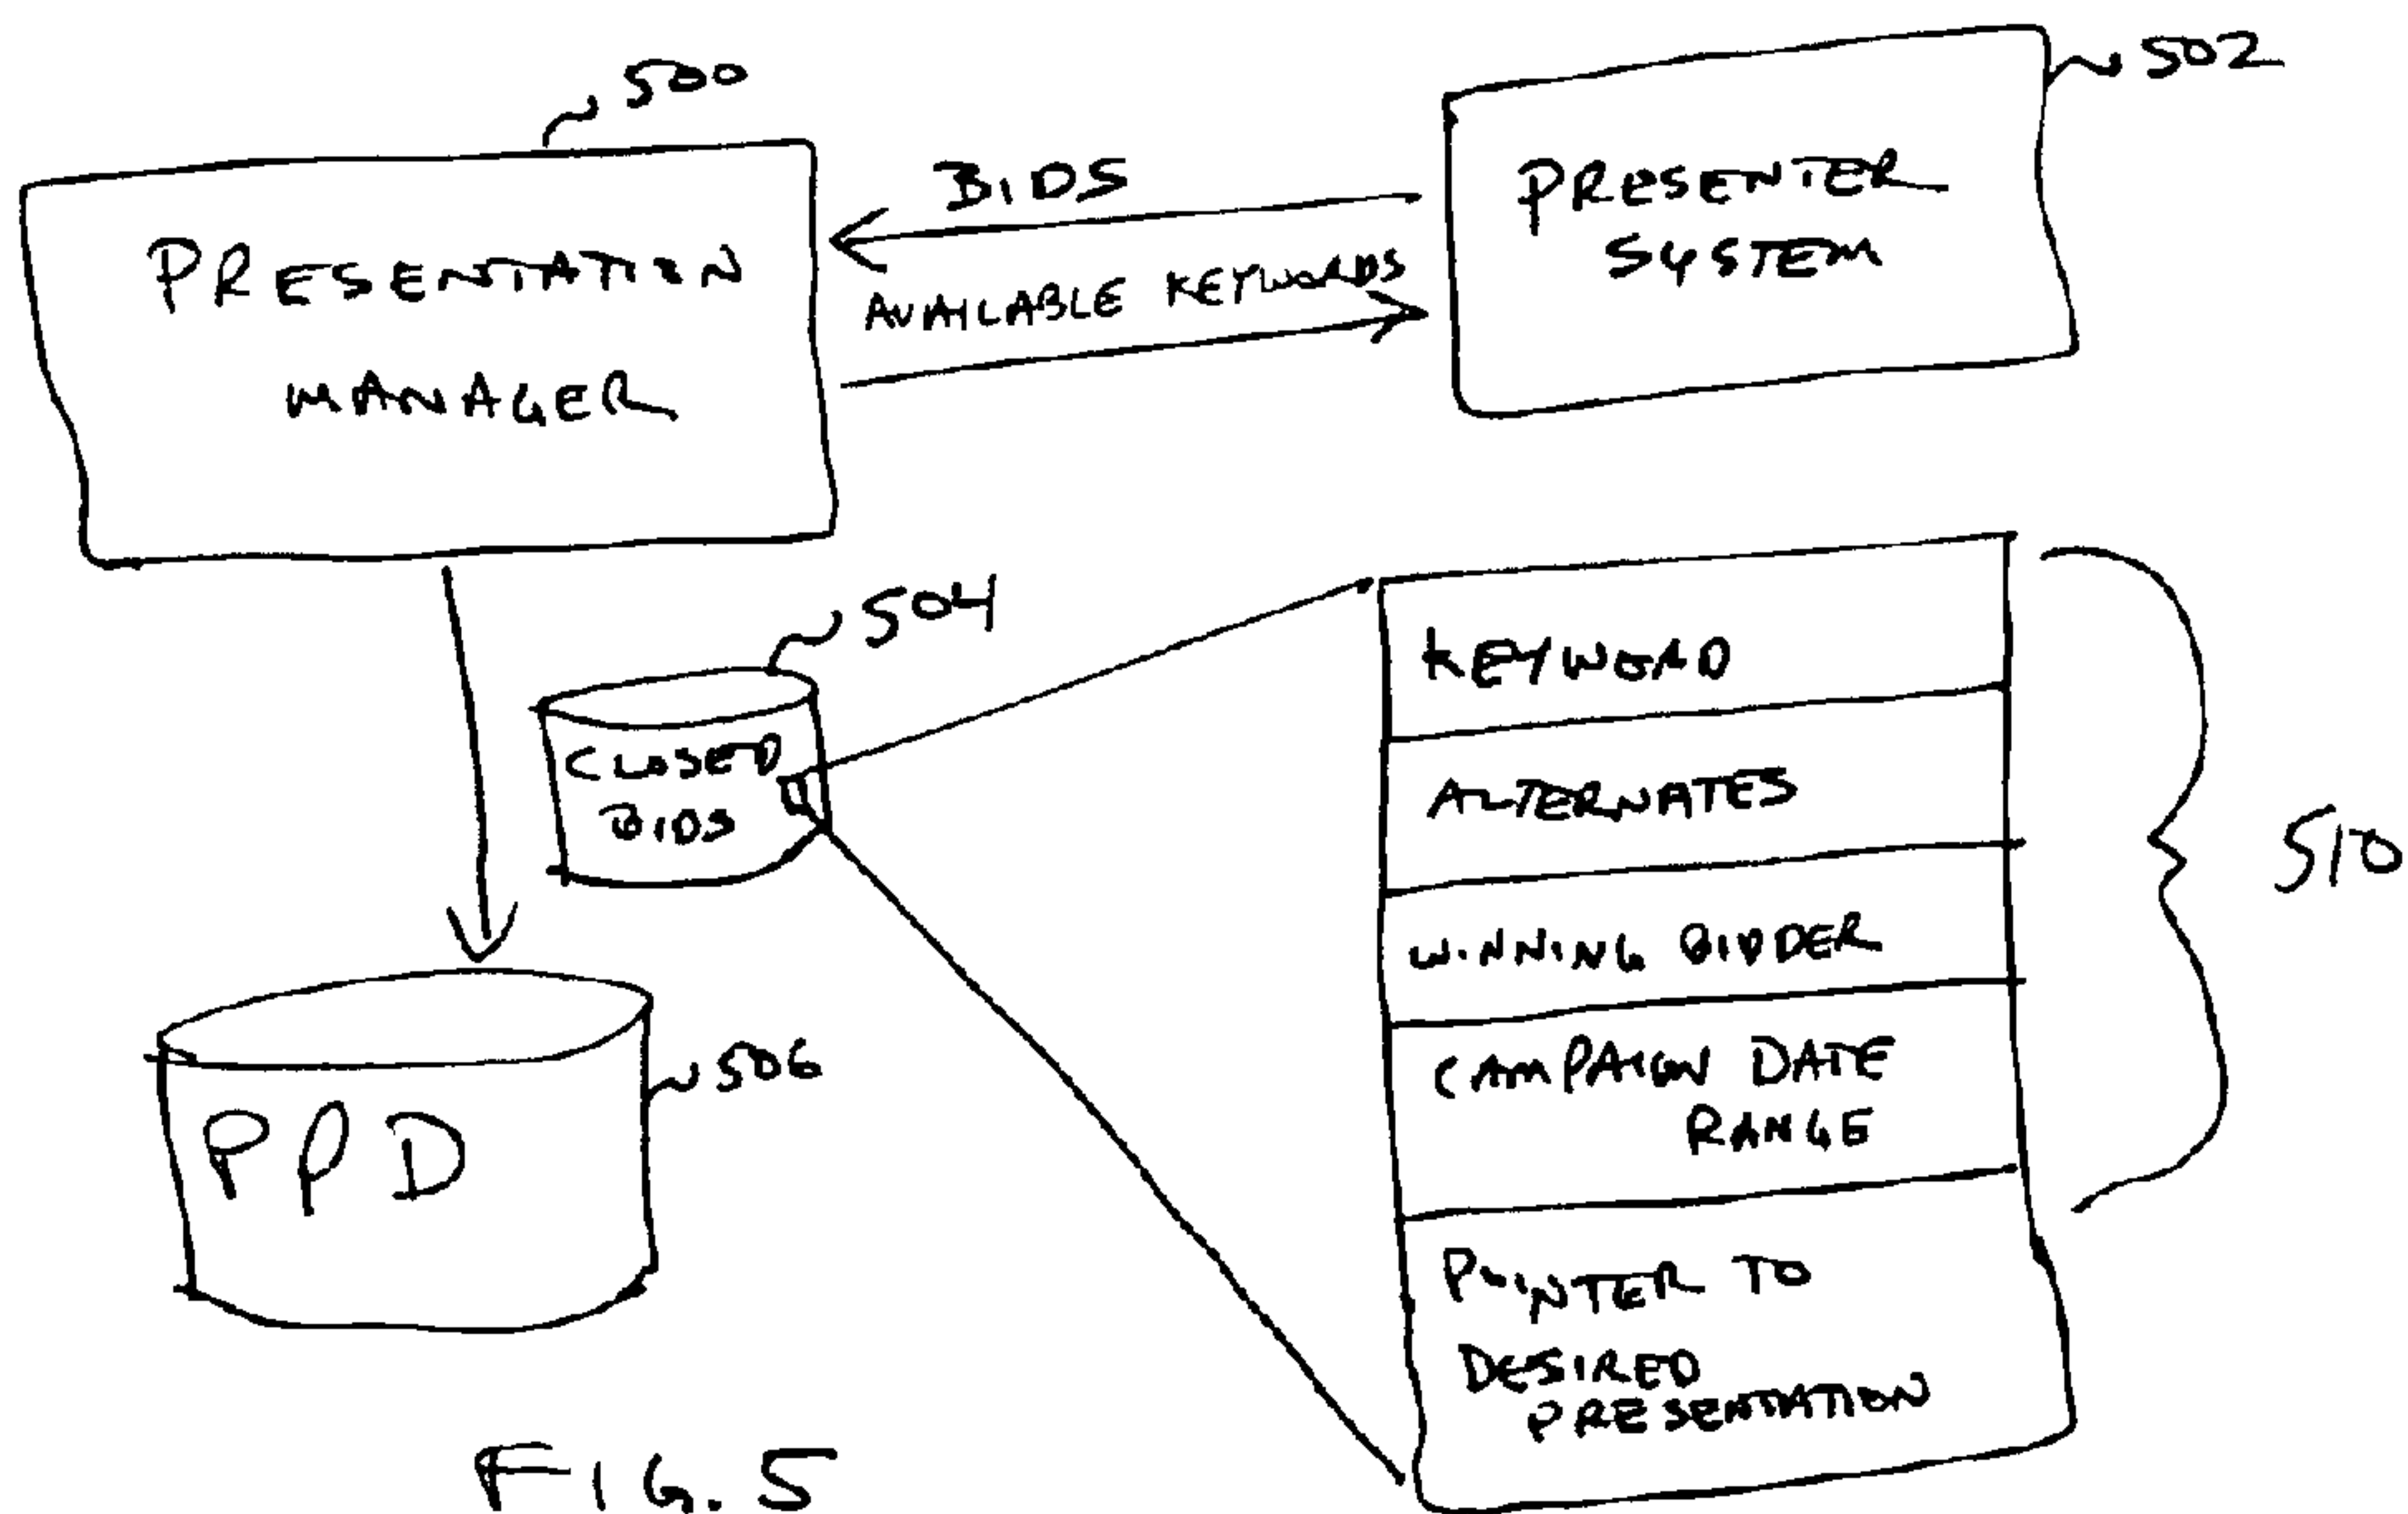 500
502
BIDS
PRESENTER
SYSTEM
PRESENTATION
MANAGER
AVAILABLE KEYWORDS
504
CLOSED
BIDS
KEYWORD
ALTERNATES
WINNING BIDDER
CAMPAIGN DATE
RANGE
POINTER TO
DESIRED
PRESENTATION
510
506
PPD
FIG. 5